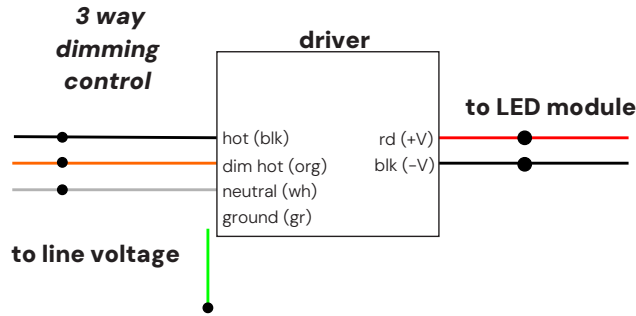 3 way
dimming
control
driver
to LED module
hot (blk)
rd (+V)
dim hot (org)
blk (-V)
neutral (wh)
ground (gr)
to line voltage